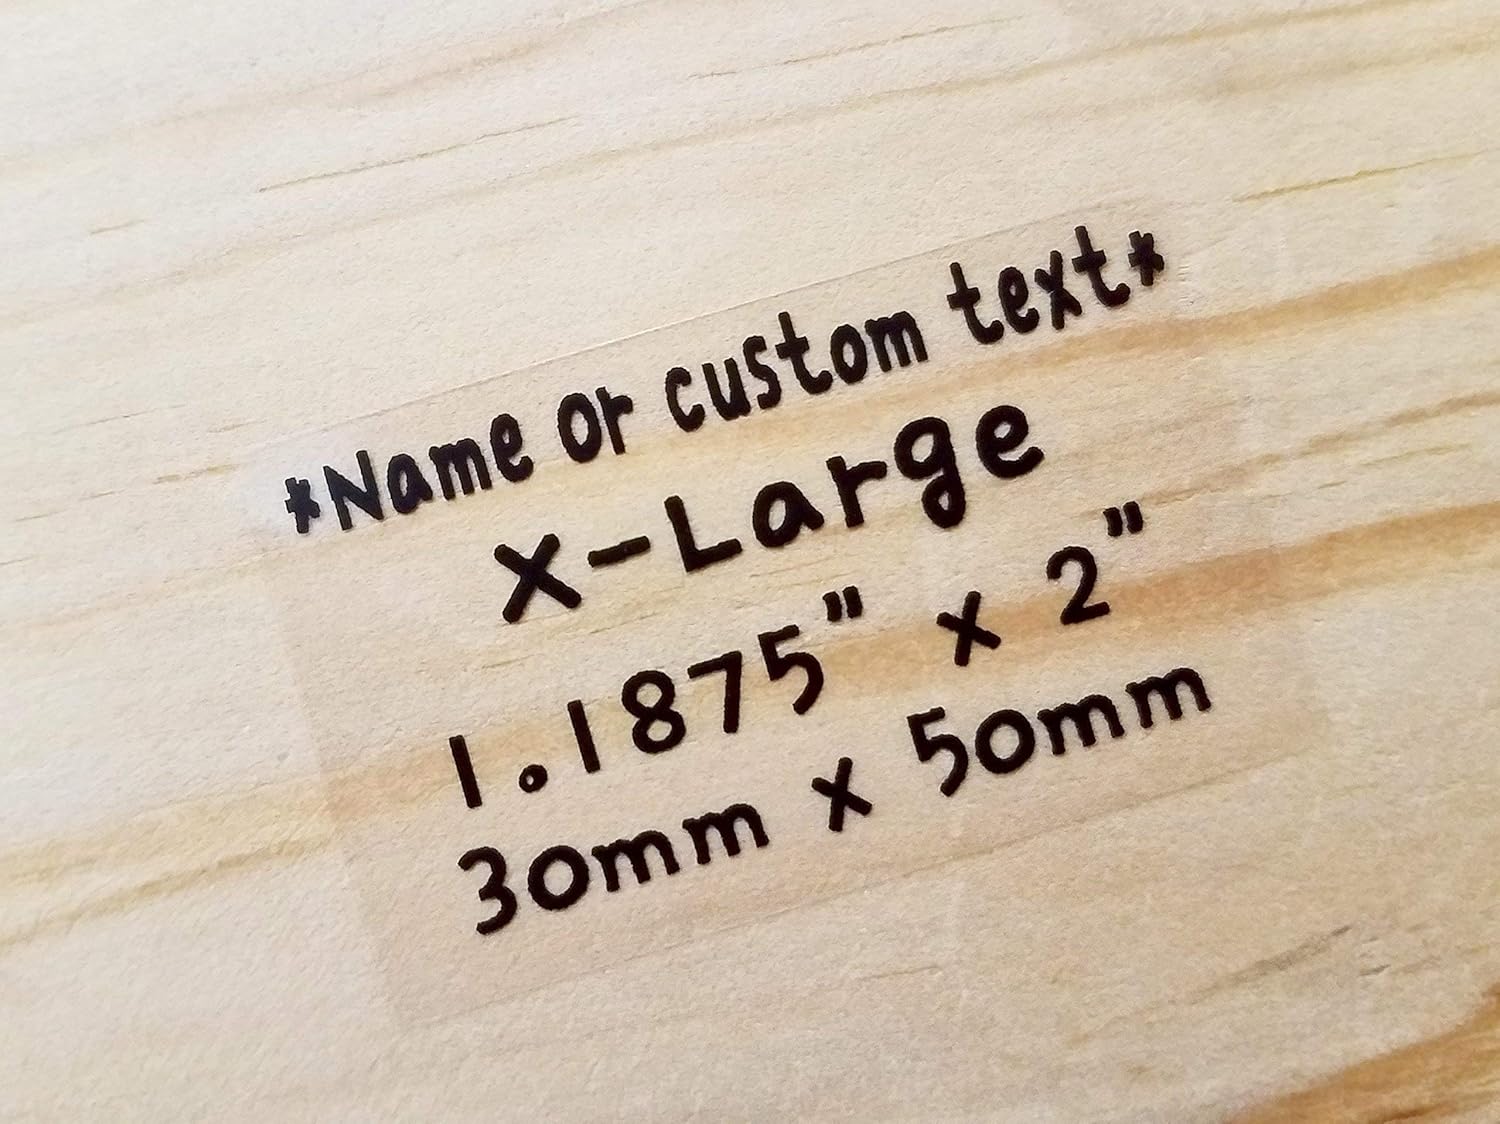 *Name or custom text*
X-Large
1.1875" x 2"
30mm x 50mm